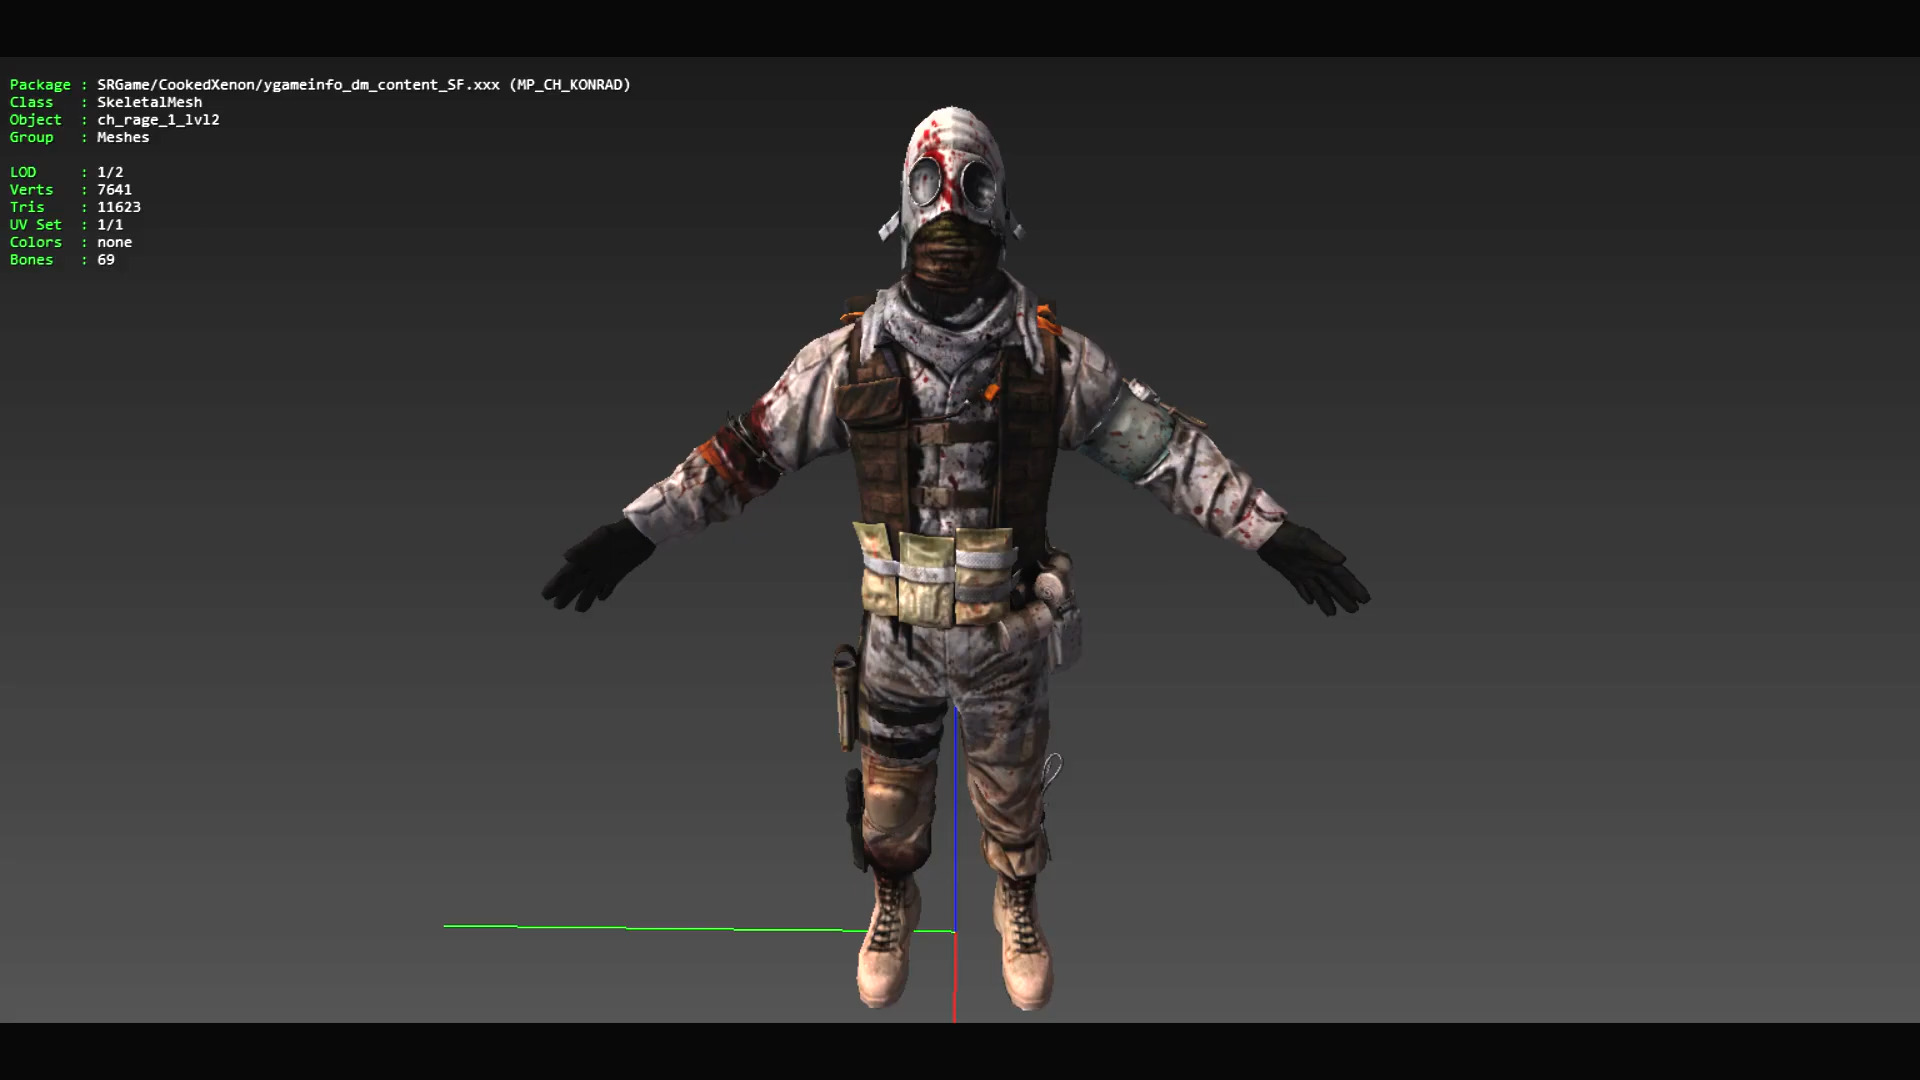 Package : SRGame/CookedXenon/ygameinfo_dm_content_SF.xxx (MP_CH_KONRAD)
Class : SkeletalMesh
Object : ch_rage_1_lvl2
Group : Meshes
LOD : 1/2
Verts : 7641
Tris : 11623
UV Set : 1/1
Colors : none
Bones : 69